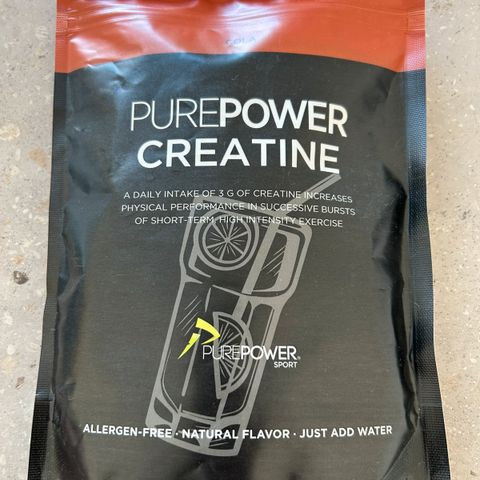 COLA
PUREPOWER
CREATINE
A DAILY INTAKE OF 3 G OF CREATINE INCREASES
PHYSICAL PERFORMANCE IN SUCCESSIVE BURSTS
OF SHORT-TERM, HIGH INTENSITY EXERCISE
PUREPOWER®
SPORT
ALLERGEN-FREE · NATURAL FLAVOR · JUST ADD WATER